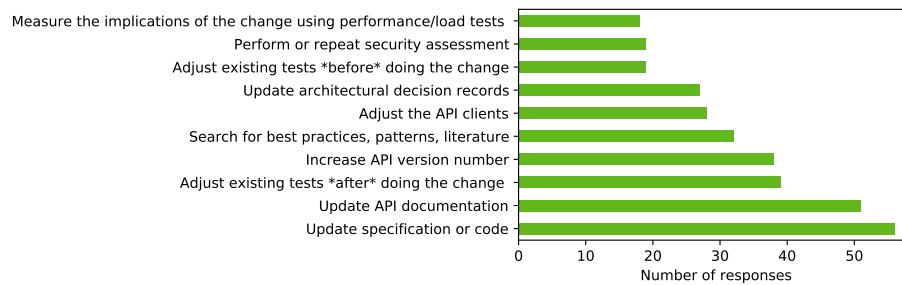 Measure the implications of the change using performance/load tests
Perform or repeat security assessment
Adjust existing tests *before* doing the change
Update architectural decision records
Adjust the API clients
Search for best practices, patterns, literature
Increase API version number
Adjust existing tests *after* doing the change
Update API documentation
Update specification or code
0 10 20 30 40 50
Number of responses